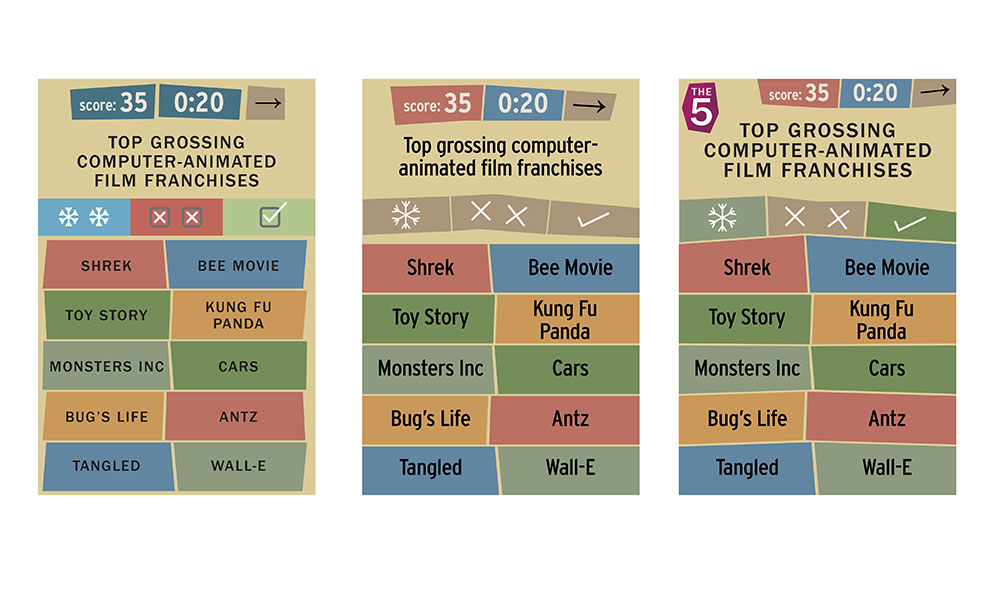 score: 35 0:20
TOP GROSSING
COMPUTER-ANIMATED
FILM FRANCHISES
SHREK BEE MOVIE
TOY STORY KUNG FU
PANDA
MONSTERS INC CARS
BUG'S LIFE ANTZ
TANGLED WALL-E
score: 35 0:20
Top grossing computer-
animated film franchises
Shrek Bee Movie
Toy Story Kung Fu
Panda
Monsters Inc Cars
Bug's Life Antz
Tangled Wall-E
THE
5
score: 35 0:20
TOP GROSSING
COMPUTER-ANIMATED
FILM FRANCHISES
Shrek Bee Movie
Toy Story Kung Fu
Panda
Monsters Inc Cars
Bug's Life Antz
Tangled Wall-E